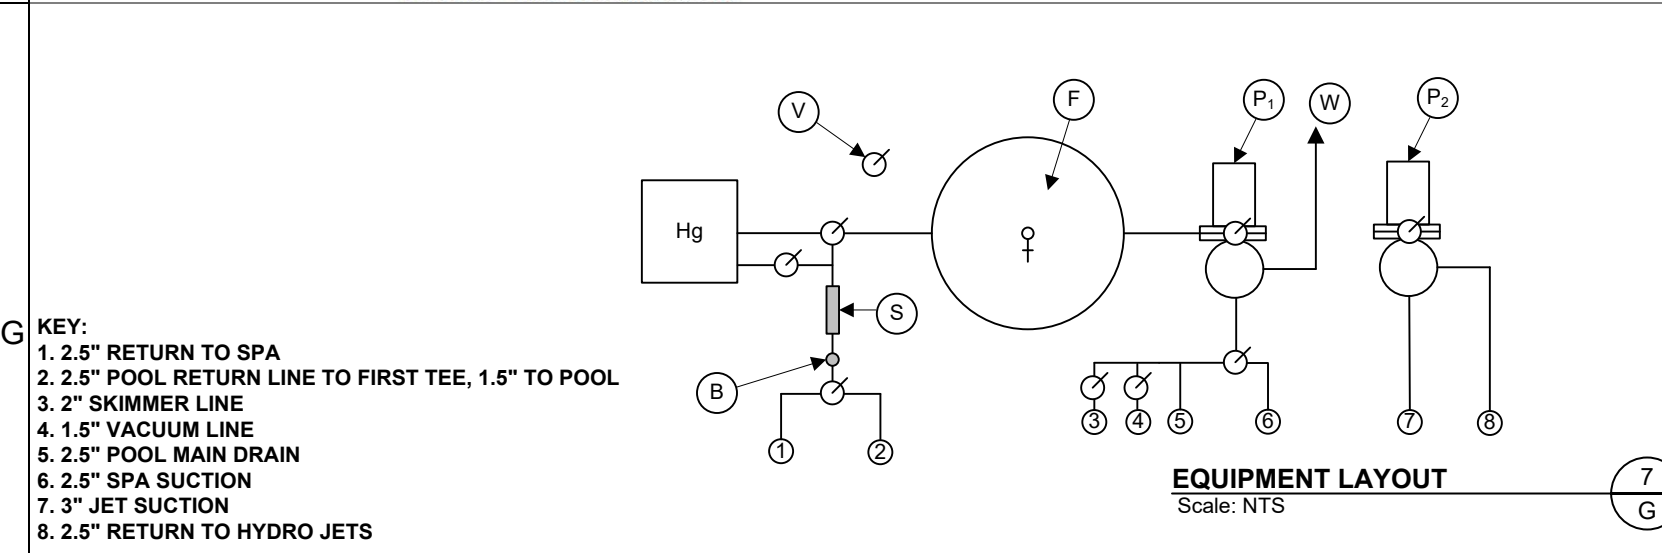 V
F
P₁
W
P₂
Hg
S
B
G
KEY:
1. 2.5" RETURN TO SPA
2. 2.5" POOL RETURN LINE TO FIRST TEE, 1.5" TO POOL
3. 2" SKIMMER LINE
4. 1.5" VACUUM LINE
5. 2.5" POOL MAIN DRAIN
6. 2.5" SPA SUCTION
7. 3" JET SUCTION
8. 2.5" RETURN TO HYDRO JETS
1
2
3
4
5
6
7
8
EQUIPMENT LAYOUT
Scale: NTS
7
G